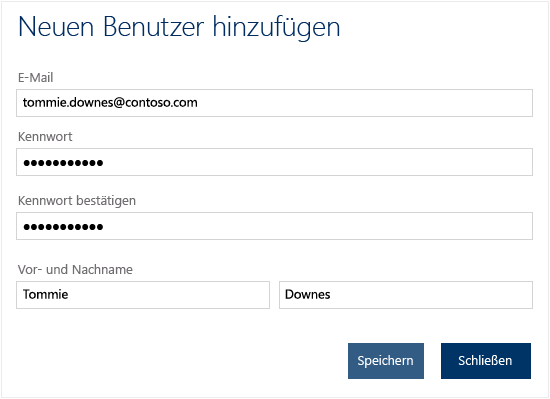 Neuen Benutzer hinzufügen
E-Mail
tommie.downes@contoso.com
Kennwort
●●●●●●●●●●●
Kennwort bestätigen
●●●●●●●●●●●
Vor- und Nachname
Tommie Downes
Speichern Schließen